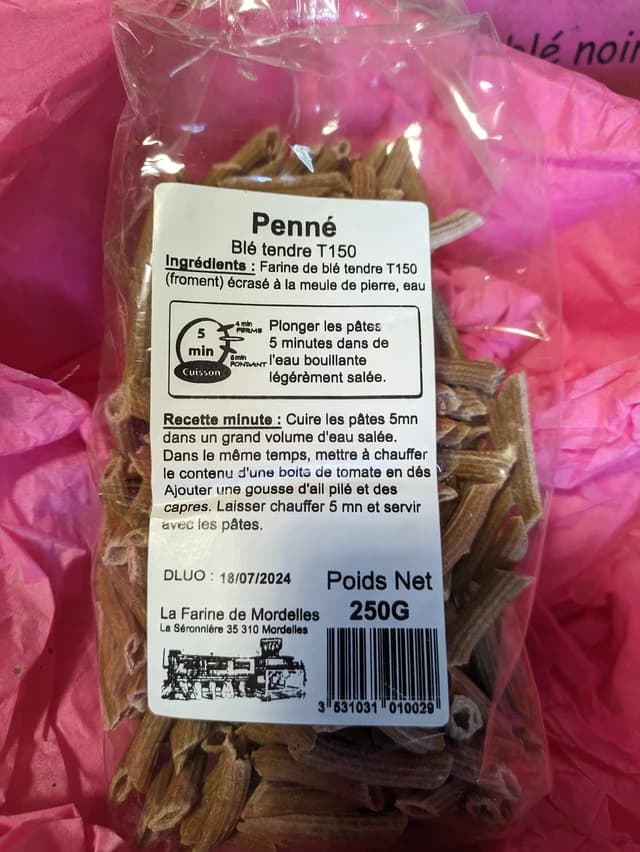 blé noir
Penné
Blé tendre T150
Ingrédients : Farine de blé tendre T150
(froment) écrasé à la meule de pierre, eau
5
min
Cuisson
4 min
FERME
6 min
FONDANT
Plonger les pâtes
5 minutes dans de
l'eau bouillante
légérèment salée.
Recette minute : Cuire les pâtes 5mn
dans un grand volume d'eau salée.
Dans le même temps, mettre à chauffer
le contenu d'une boite de tomate en dés
Ajouter une gousse d'ail pilé et des
capres. Laisser chauffer 5 mn et servir
avec les pâtes.
DLUO : 18/07/2024
Poids Net
250G
La Farine de Mordelles
La Séronnière 35 310 Mordelles
3 531031 010029